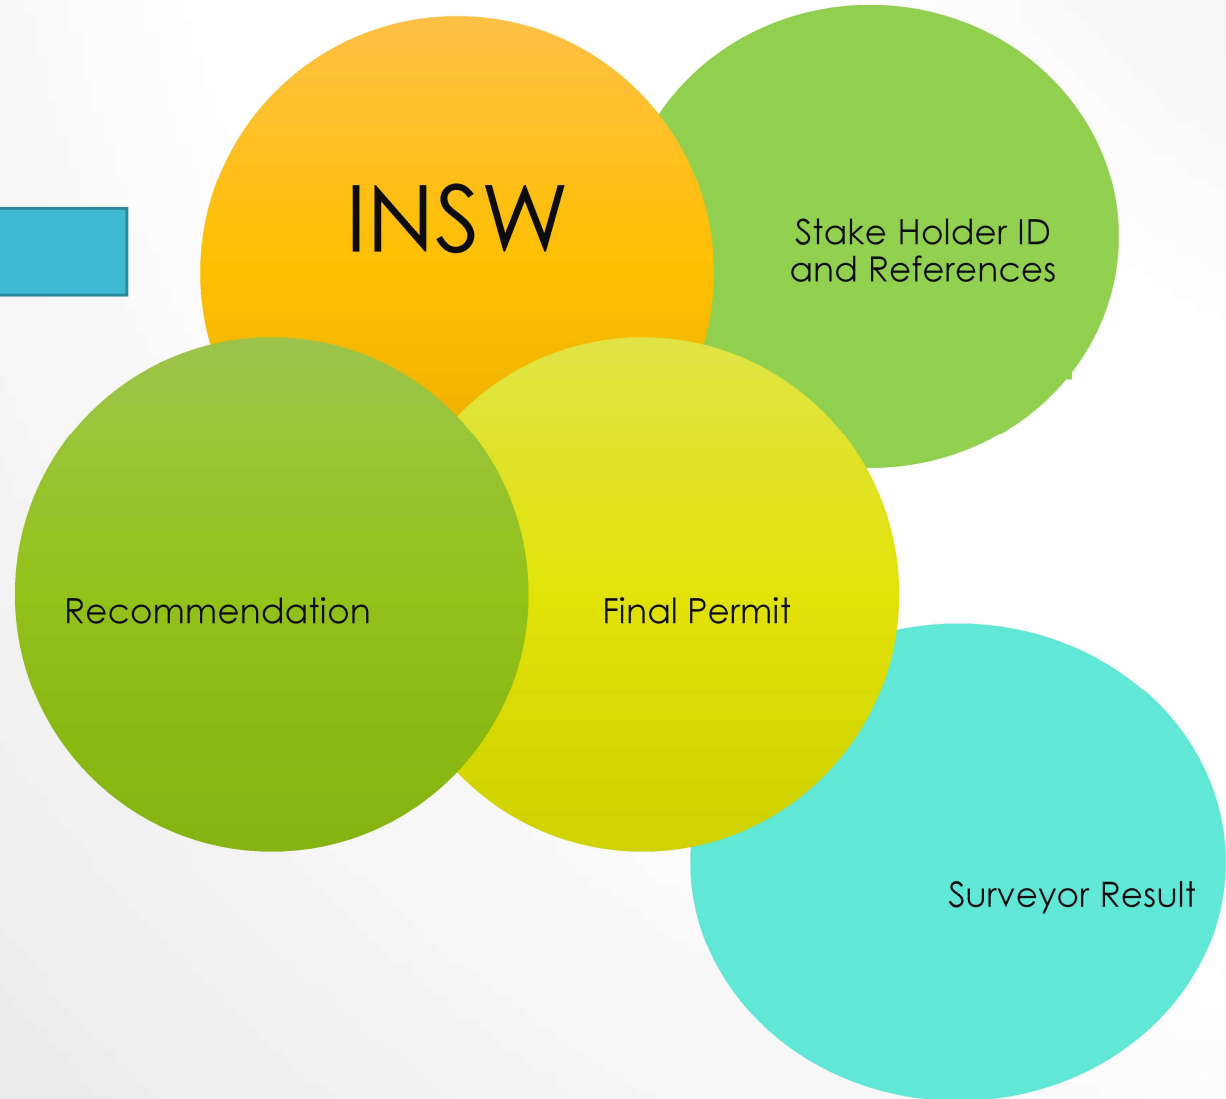 INSW
Stake Holder ID
and References
Recommendation
Final Permit
Surveyor Result